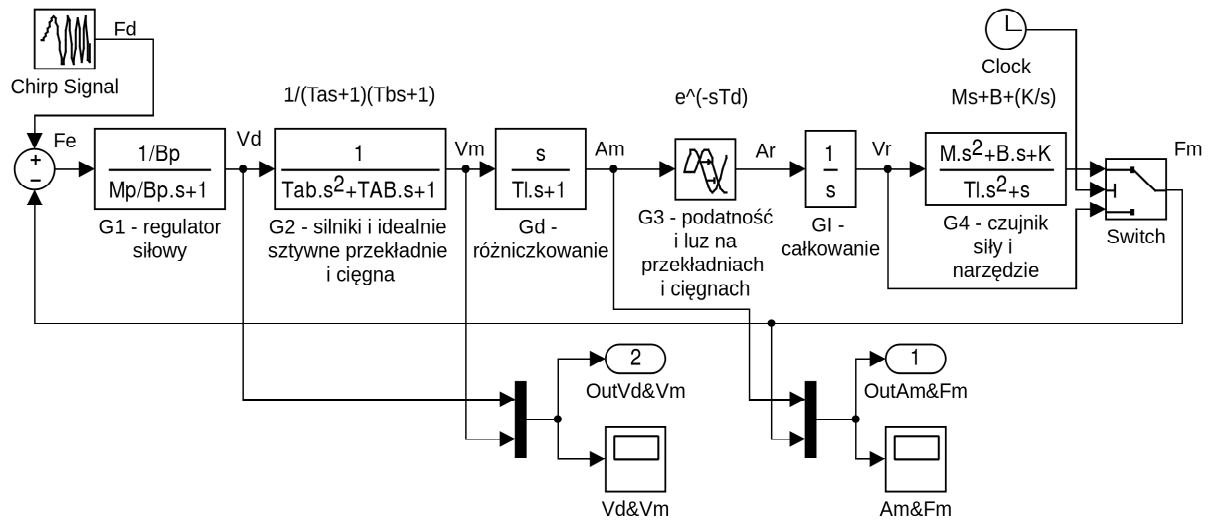 Fd
Chirp Signal
Clock
1/(Tas+1)(Tbs+1)
e^(-sTd)
Ms+B+(K/s)
Fe
+
−
1/Bp
Mp/Bp.s+1
G1 - regulator
siłowy
Vd
1
Tab.s²+TAB.s+1
G2 - silniki i idealnie
sztywne przekładnie
i cięgna
Vm
s
Tl.s+1
Gd -
różniczkowanie
Am
G3 - podatność
i luz na
przekładniach
i cięgnach
Ar
1
s
GI -
całkowanie
Vr
M.s²+B.s+K
Tl.s²+s
G4 - czujnik
siły i
narzędzie
Switch
Fm
2
OutVd&Vm
Vd&Vm
1
OutAm&Fm
Am&Fm